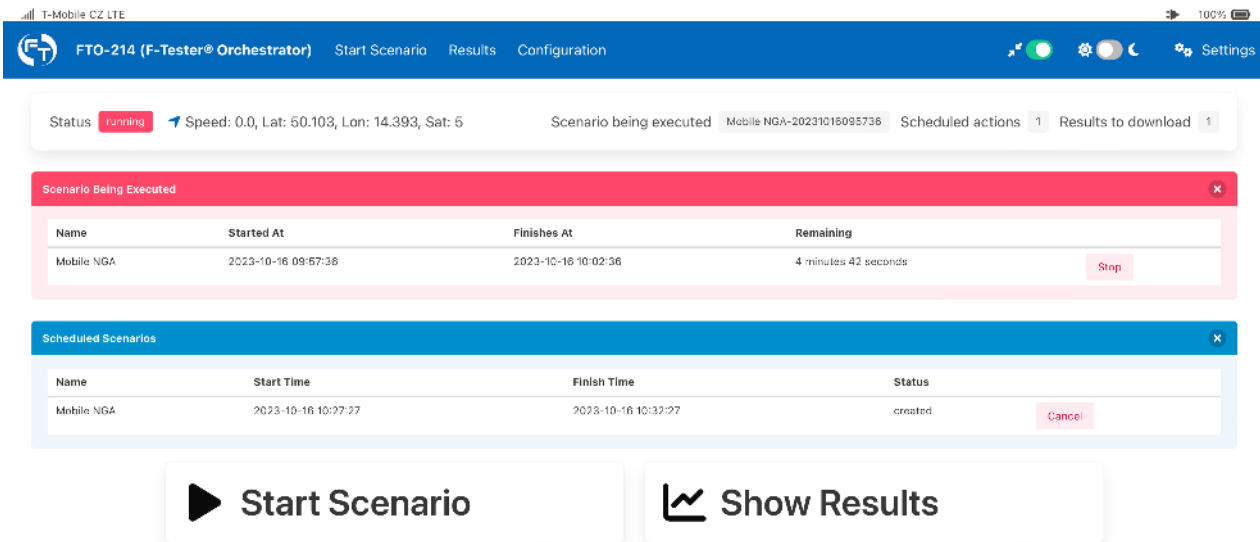 T-Mobile CZ LTE 100%
FT FTO-214 (F-Tester® Orchestrator) Start Scenario Results Configuration Settings
Status running Speed: 0.0, Lat: 50.103, Lon: 14.393, Sat: 5 Scenario being executed Mobile NGA-20231016095736 Scheduled actions 1 Results to download 1
Scenario Being Executed
Name Started At Finishes At Remaining
Mobile NGA 2023-10-16 09:57:36 2023-10-16 10:02:36 4 minutes 42 seconds Stop
Scheduled Scenarios
Name Start Time Finish Time Status
Mobile NGA 2023-10-16 10:27:27 2023-10-16 10:32:27 created Cancel
Start Scenario Show Results